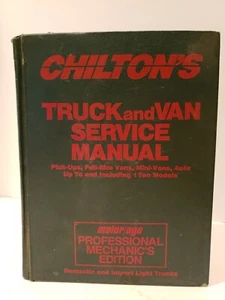 CHILTON'S
TRUCK and VAN
SERVICE
MANUAL
Pick-Ups, Full-Size Vans, Mini-Vans, 4x4s
Up To and Including 1 Ton Models
motor/age
PROFESSIONAL
MECHANIC'S
EDITION
Domestic and Import Light Trucks